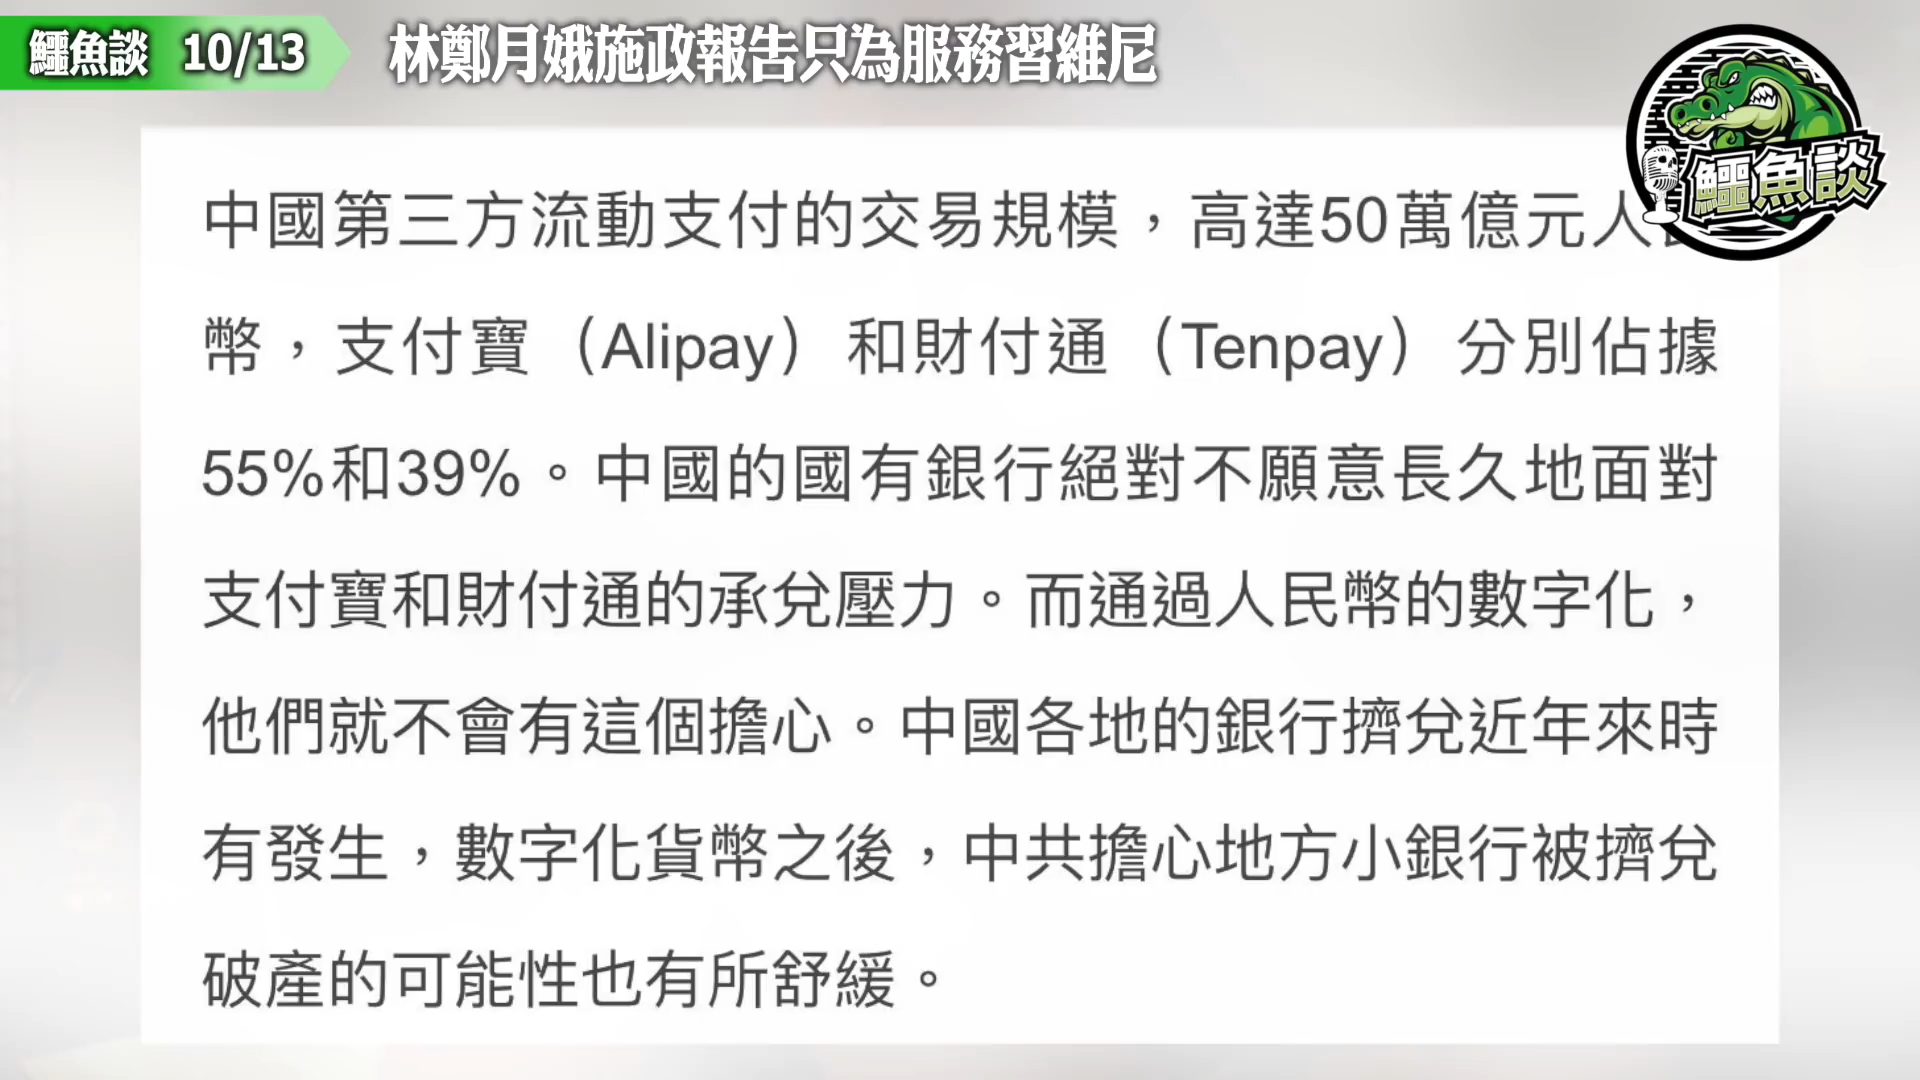 鱷魚談 10/13 林鄭月娥施政報告只為服務習維尼
鱷魚談
中國第三方流動支付的交易規模，高達50萬億元人
幣，支付寶（Alipay）和財付通（Tenpay）分別佔據
55%和39%。中國的國有銀行絕對不願意長久地面對
支付寶和財付通的承兌壓力。而通過人民幣的數字化，
他們就不會有這個擔心。中國各地的銀行擠兌近年來時
有發生，數字化貨幣之後，中共擔心地方小銀行被擠兌
破產的可能性也有所舒緩。